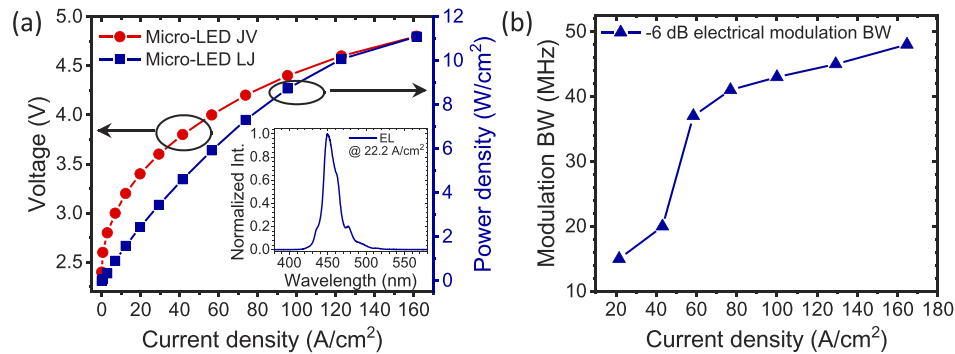 (a)
Micro-LED JV
Micro-LED LJ
Voltage (V)
5.0
4.5
4.0
3.5
3.0
2.5
12
10
8
6
4
2
0
Power density (W/cm²)
0 20 40 60 80 100 120 140 160
Current density (A/cm²)
EL
@ 22.2 A/cm²
Normalized Int.
1.0
0.8
0.6
0.4
0.2
0.0
400 450 500 550
Wavelength (nm)
(b)
-6 dB electrical modulation BW
Modulation BW (MHz)
50
40
30
20
10
20 40 60 80 100 120 140 160 180
Current density (A/cm²)